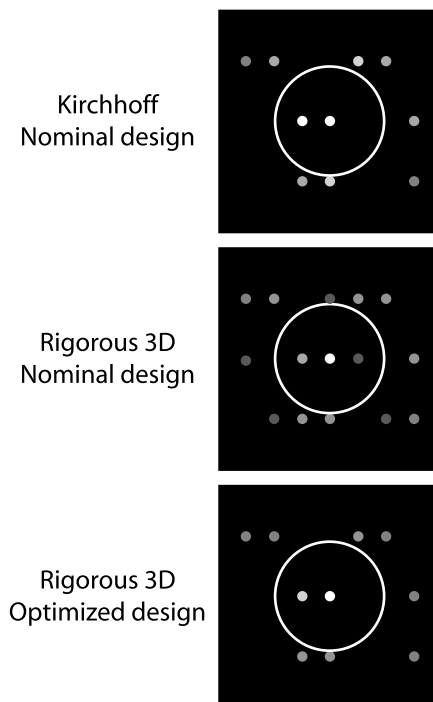 Kirchhoff
Nominal design
Rigorous 3D
Nominal design
Rigorous 3D
Optimized design